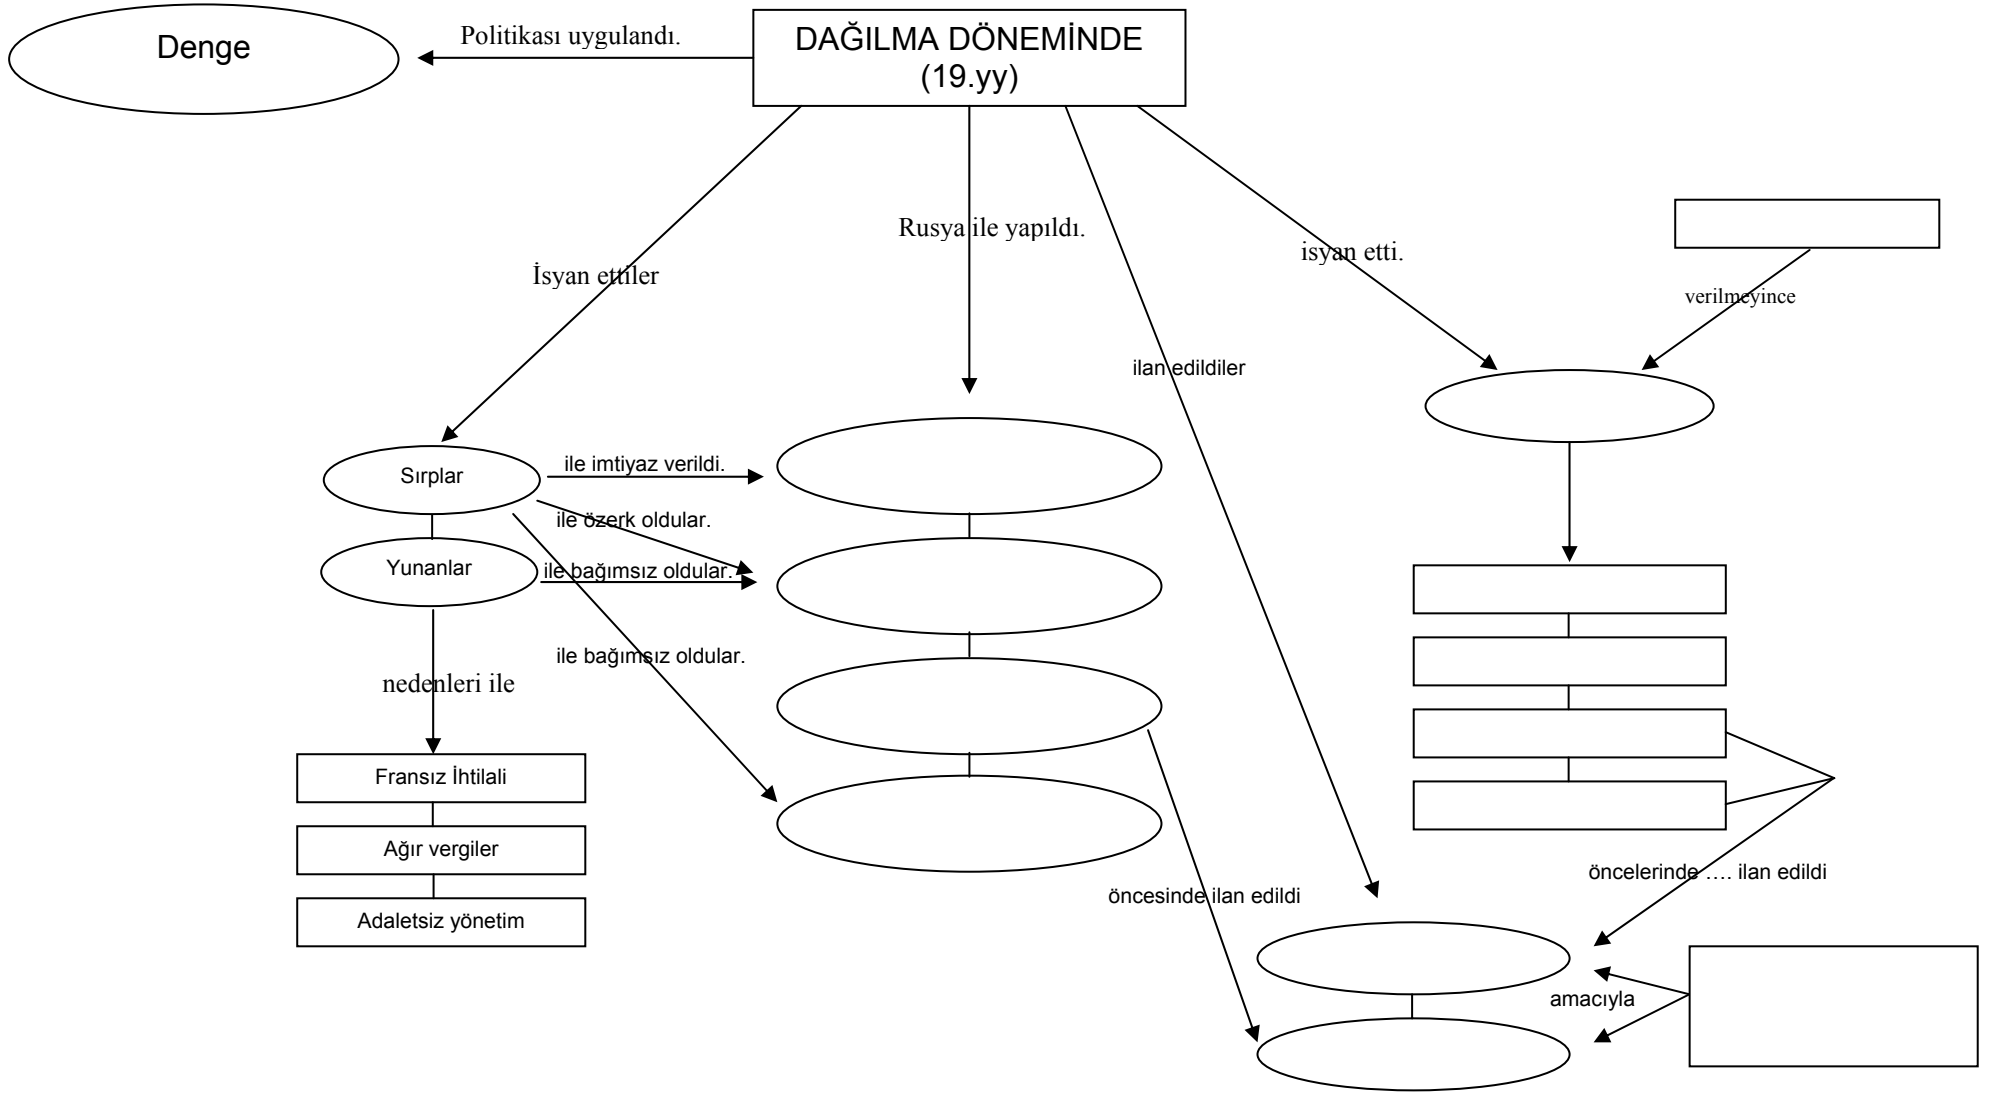 Denge
Politikası uygulandı.
DAĞILMA DÖNEMİNDE
(19.yy)
Rusya ile yapıldı.
isyan etti.
İsyan ettiler
verilmeyince
ilan edildiler
Sırplar
ile imtiyaz verildi.
ile özerk oldular.
Yunanlar
ile bağımsız oldular.
ile bağımsız oldular.
nedenleri ile
Fransız İhtilali
Ağır vergiler
Adaletsiz yönetim
öncelerinde …. ilan edildi
öncesinde ilan edildi
amacıyla